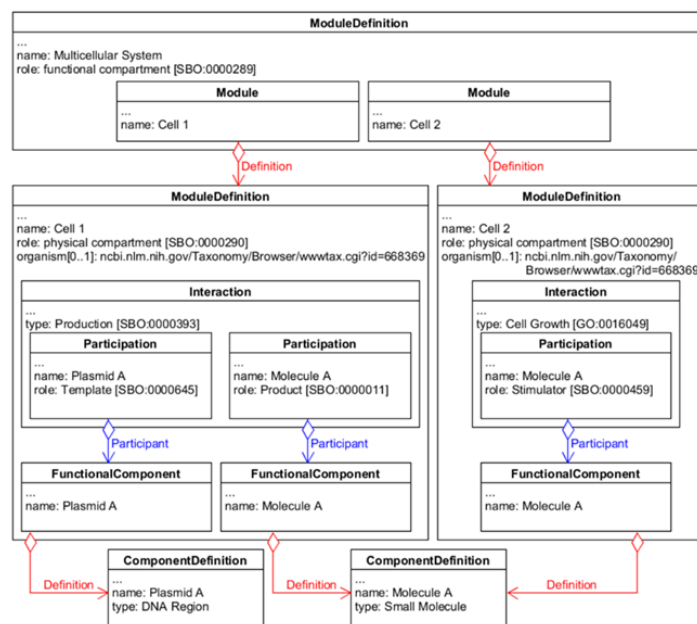 ModuleDefinition
...
name: Multicellular System
role: functional compartment [SBO:0000289]
Module
...
name: Cell 1
Module
...
name: Cell 2
Definition
Definition
ModuleDefinition
...
name: Cell 1
role: physical compartment [SBO:0000290]
organism[0..1]: ncbi.nlm.nih.gov/Taxonomy/Browser/wwwtax.cgi?id=668369
Interaction
...
type: Production [SBO:0000393]
Participation
...
name: Plasmid A
role: Template [SBO:0000645]
Participation
...
name: Molecule A
role: Product [SBO:0000011]
Participant
Participant
FunctionalComponent
...
name: Plasmid A
FunctionalComponent
...
name: Molecule A
ModuleDefinition
...
name: Cell 2
role: physical compartment [SBO:0000290]
organism[0..1]: ncbi.nlm.nih.gov/Taxonomy/
Browser/wwwtax.cgi?id=668369
Interaction
...
type: Cell Growth [GO:0016049]
Participation
...
name: Molecule A
role: Stimulator [SBO:0000459]
Participant
FunctionalComponent
...
name: Molecule A
Definition
ComponentDefinition
...
name: Plasmid A
type: DNA Region
Definition
ComponentDefinition
...
name: Molecule A
type: Small Molecule
Definition